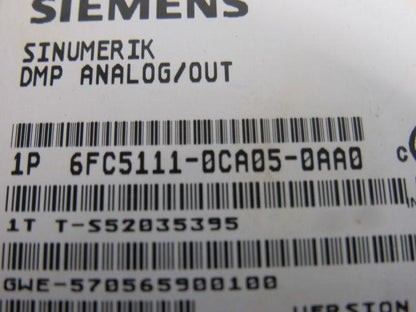 SIEMENS
SINUMERIK
DMP ANALOG/OUT
1P 6FC5111-0CA05-0AA0
1T T-S52035395
GWE-570565900100
VERSION